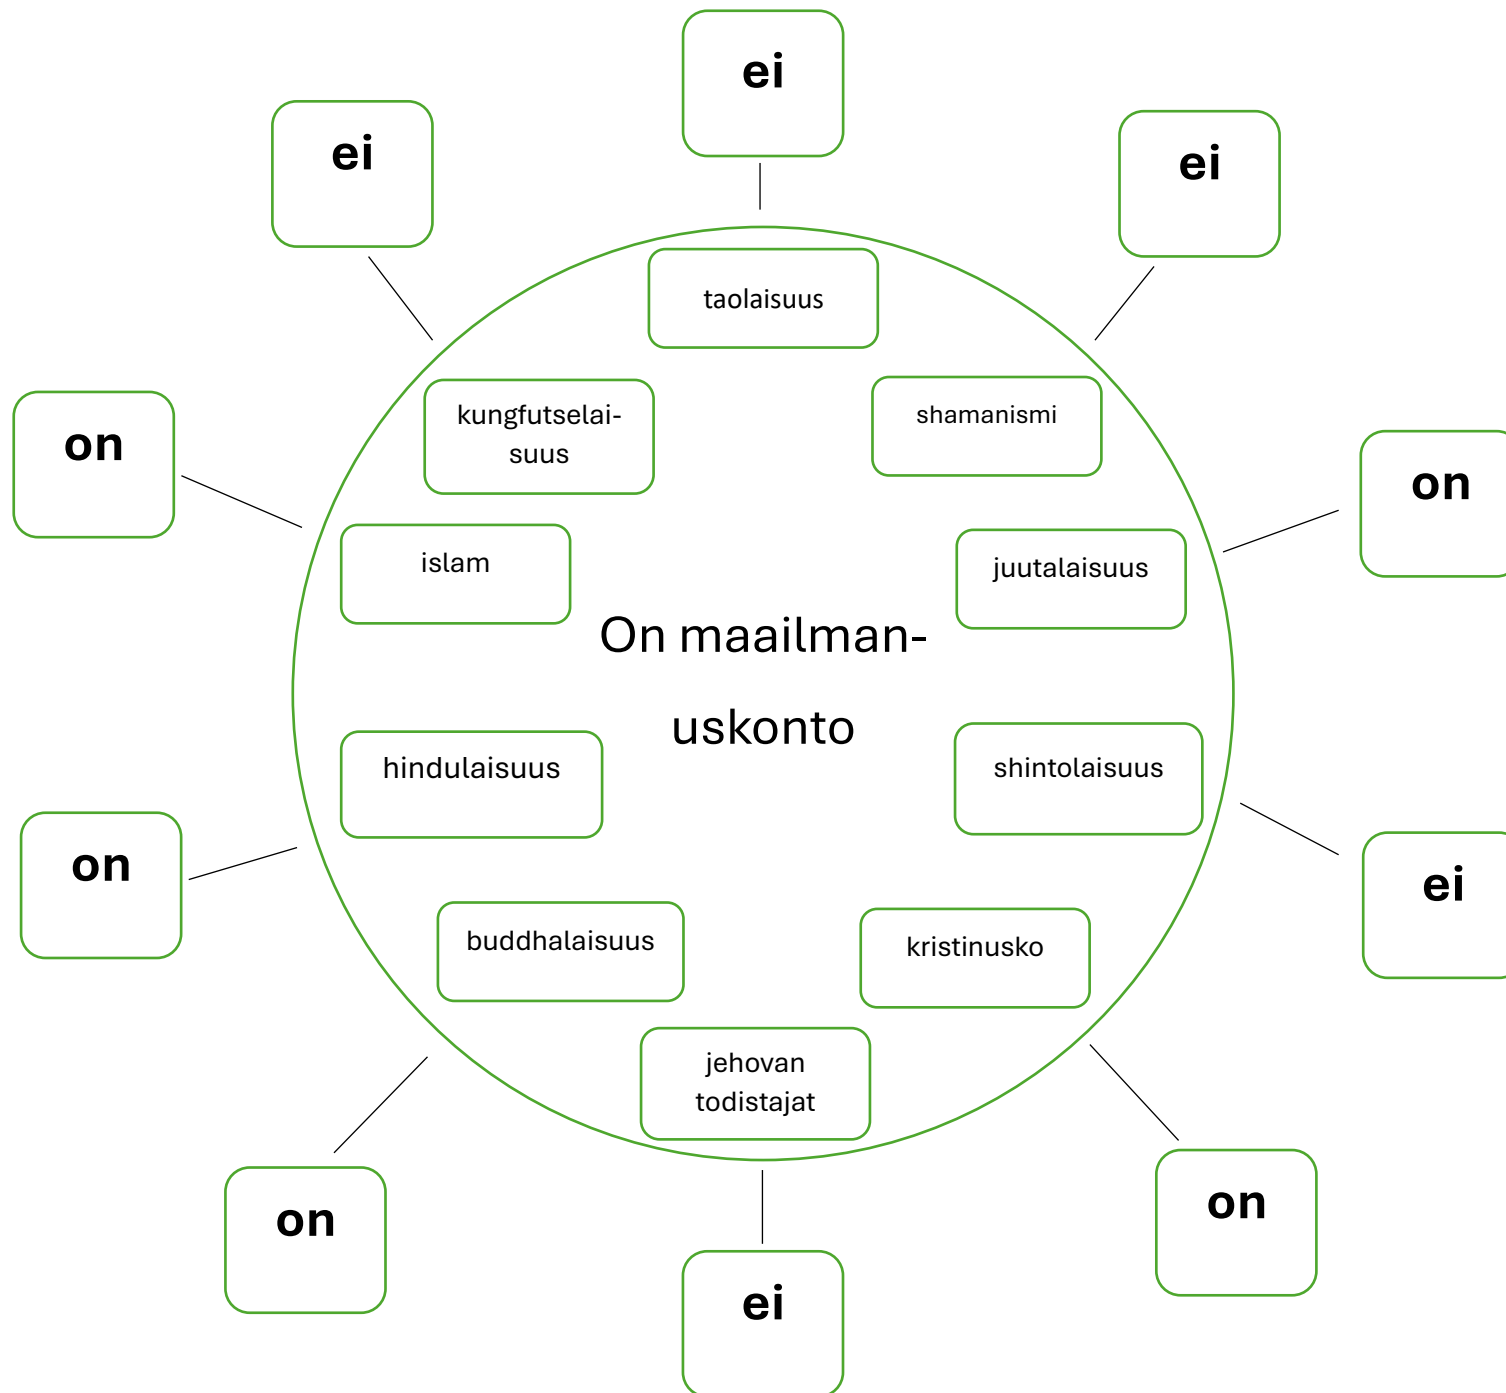 ei
ei
ei
taolaisuus
kungfutselai-
suus
shamanismi
on
on
islam
juutalaisuus
On maailman-
uskonto
hindulaisuus
shintolaisuus
on
ei
buddhalaisuus
kristinusko
jehovan
todistajat
on
on
ei